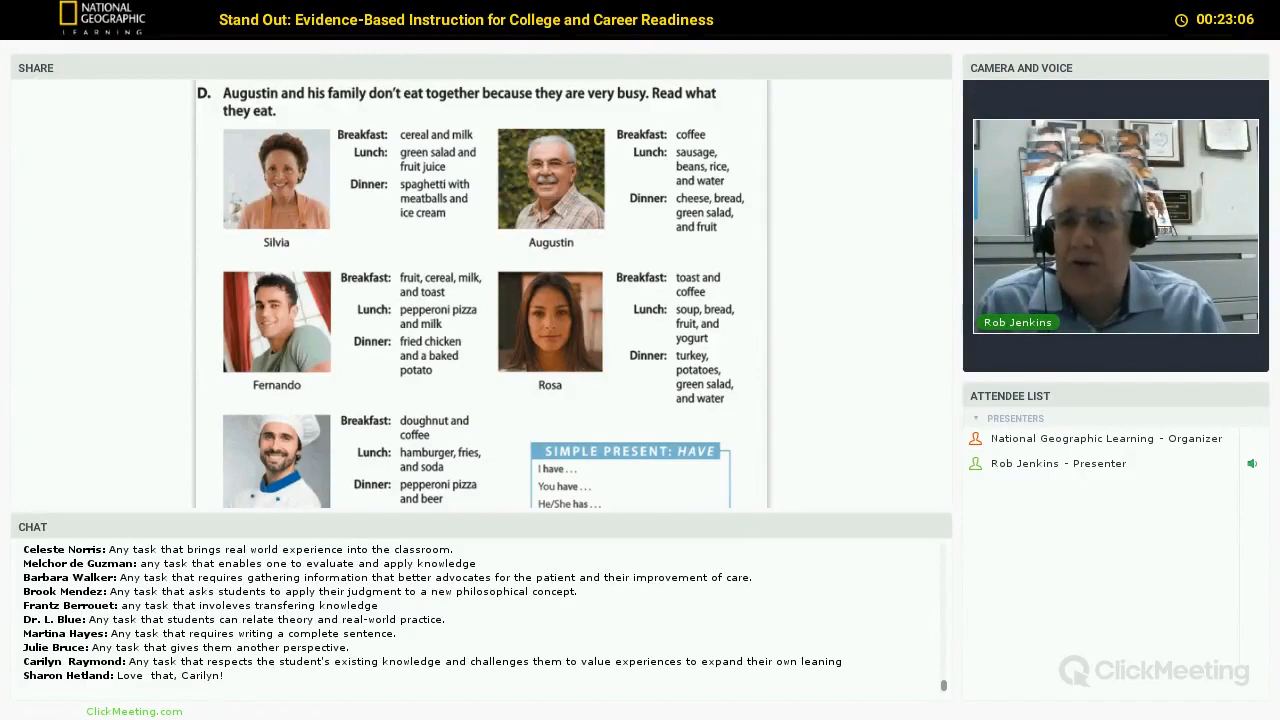 NATIONAL
GEOGRAPHIC
LEARNING
Stand Out: Evidence-Based Instruction for College and Career Readiness
00:23:06
SHARE
D. Augustin and his family don't eat together because they are very busy. Read what
they eat.
Breakfast: cereal and milk
Lunch: green salad and
fruit juice
Dinner: spaghetti with
meatballs and
ice cream
Silvia
Breakfast: coffee
Lunch: sausage,
beans, rice,
and water
Dinner: cheese, bread,
green salad,
and fruit
Augustin
Breakfast: fruit, cereal, milk,
and toast
Lunch: pepperoni pizza
and milk
Dinner: fried chicken
and a baked
potato
Fernando
Breakfast: toast and
coffee
Lunch: soup, bread,
fruit, and
yogurt
Dinner: turkey,
potatoes,
green salad,
and water
Rosa
Breakfast: doughnut and
coffee
Lunch: hamburger, fries,
and soda
Dinner: pepperoni pizza
and beer
SIMPLE PRESENT: HAVE
I have . . .
You have . . .
He/She has . . .
CAMERA AND VOICE
Rob Jenkins
ATTENDEE LIST
PRESENTERS
National Geographic Learning - Organizer
Rob Jenkins - Presenter
CHAT
Celeste Norris: Any task that brings real world experience into the classroom.
Melchor de Guzman: any task that enables one to evaluate and apply knowledge
Barbara Walker: Any task that requires gathering information that better advocates for the patient and their improvement of care.
Brook Mendez: Any task that asks students to apply their judgment to a new philosophical concept.
Frantz Berrouet: any task that involeves transfering knowledge
Dr. L. Blue: Any task that students can relate theory and real-world practice.
Martina Hayes: Any task that requires writing a complete sentence.
Julie Bruce: Any task that gives them another perspective.
Carilyn Raymond: Any task that respects the student's existing knowledge and challenges them to value experiences to expand their own leaning
Sharon Hetland: Love that, Carilyn!
ClickMeeting
ClickMeeting.com